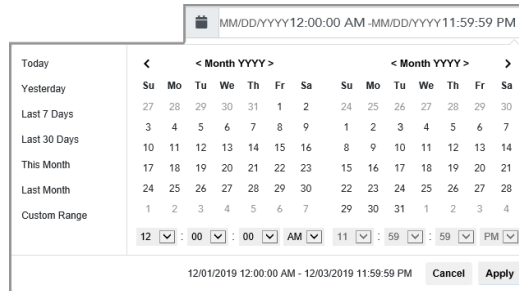 MM/DD/YYYY12:00:00 AM -MM/DD/YYYY11:59:59 PM
Today
Yesterday
Last 7 Days
Last 30 Days
This Month
Last Month
Custom Range
< < Month YYYY >
Su Mo Tu We Th Fr Sa
27 28 29 30 31 1 2
3 4 5 6 7 8 9
10 11 12 13 14 15 16
17 18 19 20 21 22 23
24 25 26 27 28 29 30
1 2 3 4 5 6 7
12 : 00 : 00 AM
< Month YYYY > >
Su Mo Tu We Th Fr Sa
24 25 26 27 28 29 30
1 2 3 4 5 6 7
8 9 10 11 12 13 14
15 16 17 18 19 20 21
22 23 24 25 26 27 28
29 30 31 1 2 3 4
11 : 59 : 59 PM
12/01/2019 12:00:00 AM - 12/03/2019 11:59:59 PM Cancel Apply